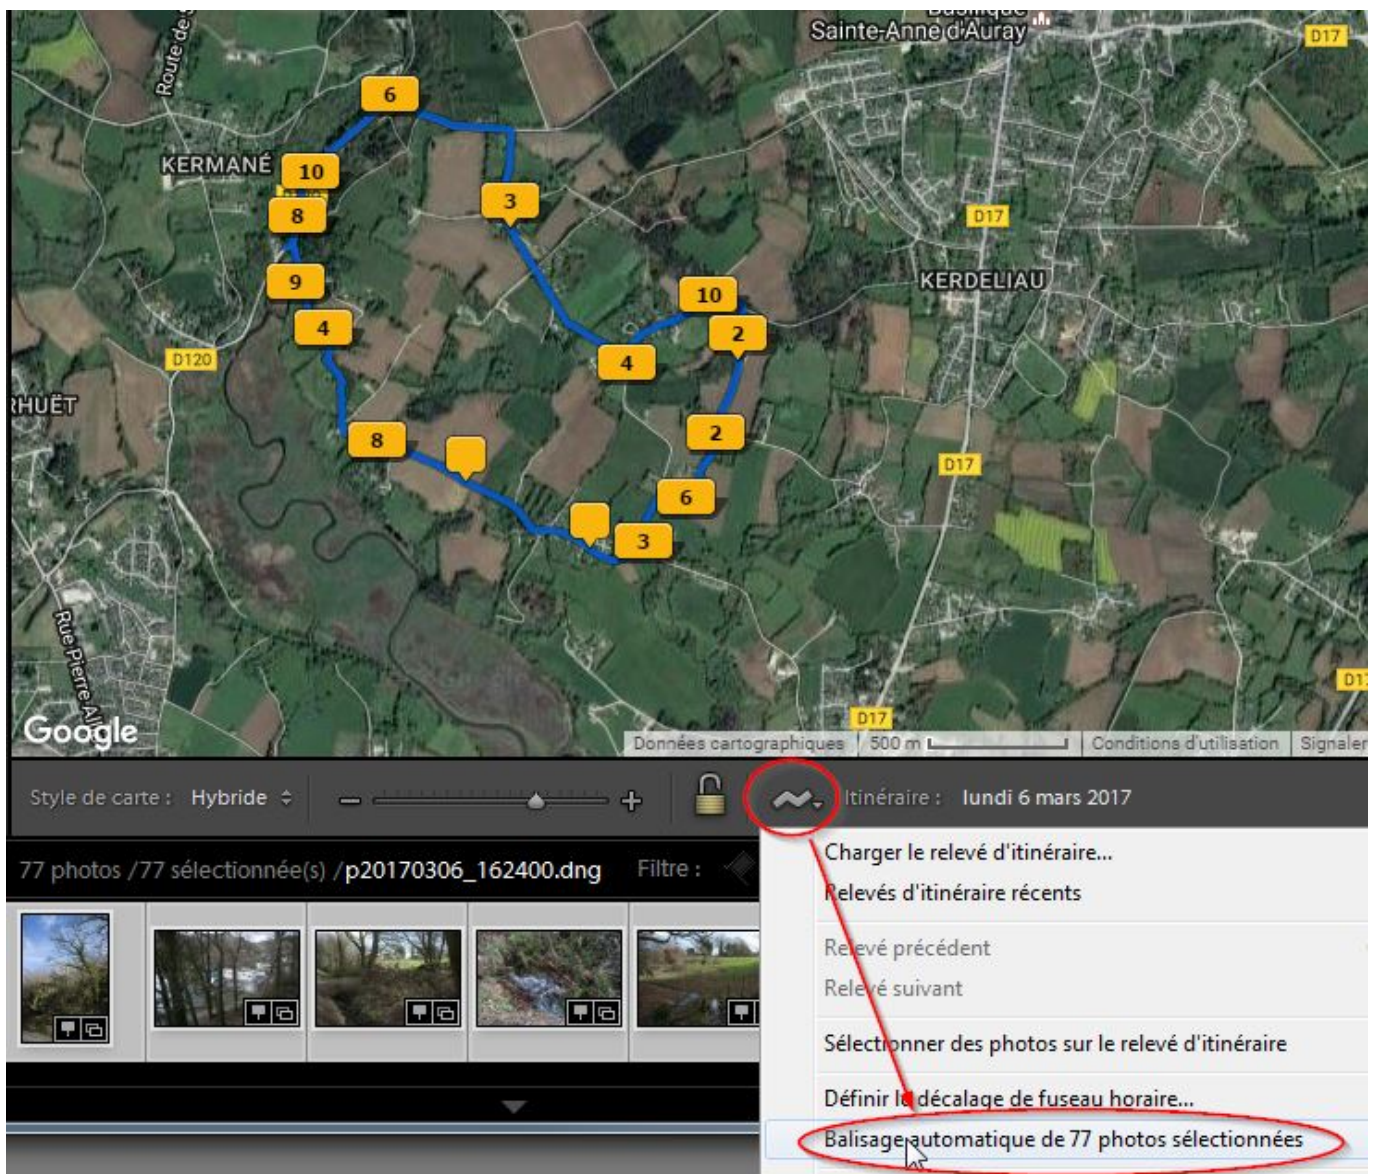 Basilique
Sainte-Anne d'Auray
D17
Route de
6
KERMANÉ
10
3
8
D17
9
KERDELIAU
10
4
2
D120
4
RHUËT
8
2
D17
6
3
Rue Pierre
D17
Google
Données cartographiques
500 m
Conditions d'utilisation
Signaler
Style de carte : Hybride
Itinéraire : lundi 6 mars 2017
Charger le relevé d'itinéraire...
77 photos /77 sélectionnée(s) /p20170306_162400.dng Filtre :
Relevés d'itinéraire récents
Relevé précédent
Relevé suivant
Sélectionner des photos sur le relevé d'itinéraire
Définir le décalage de fuseau horaire...
Balisage automatique de 77 photos sélectionnées